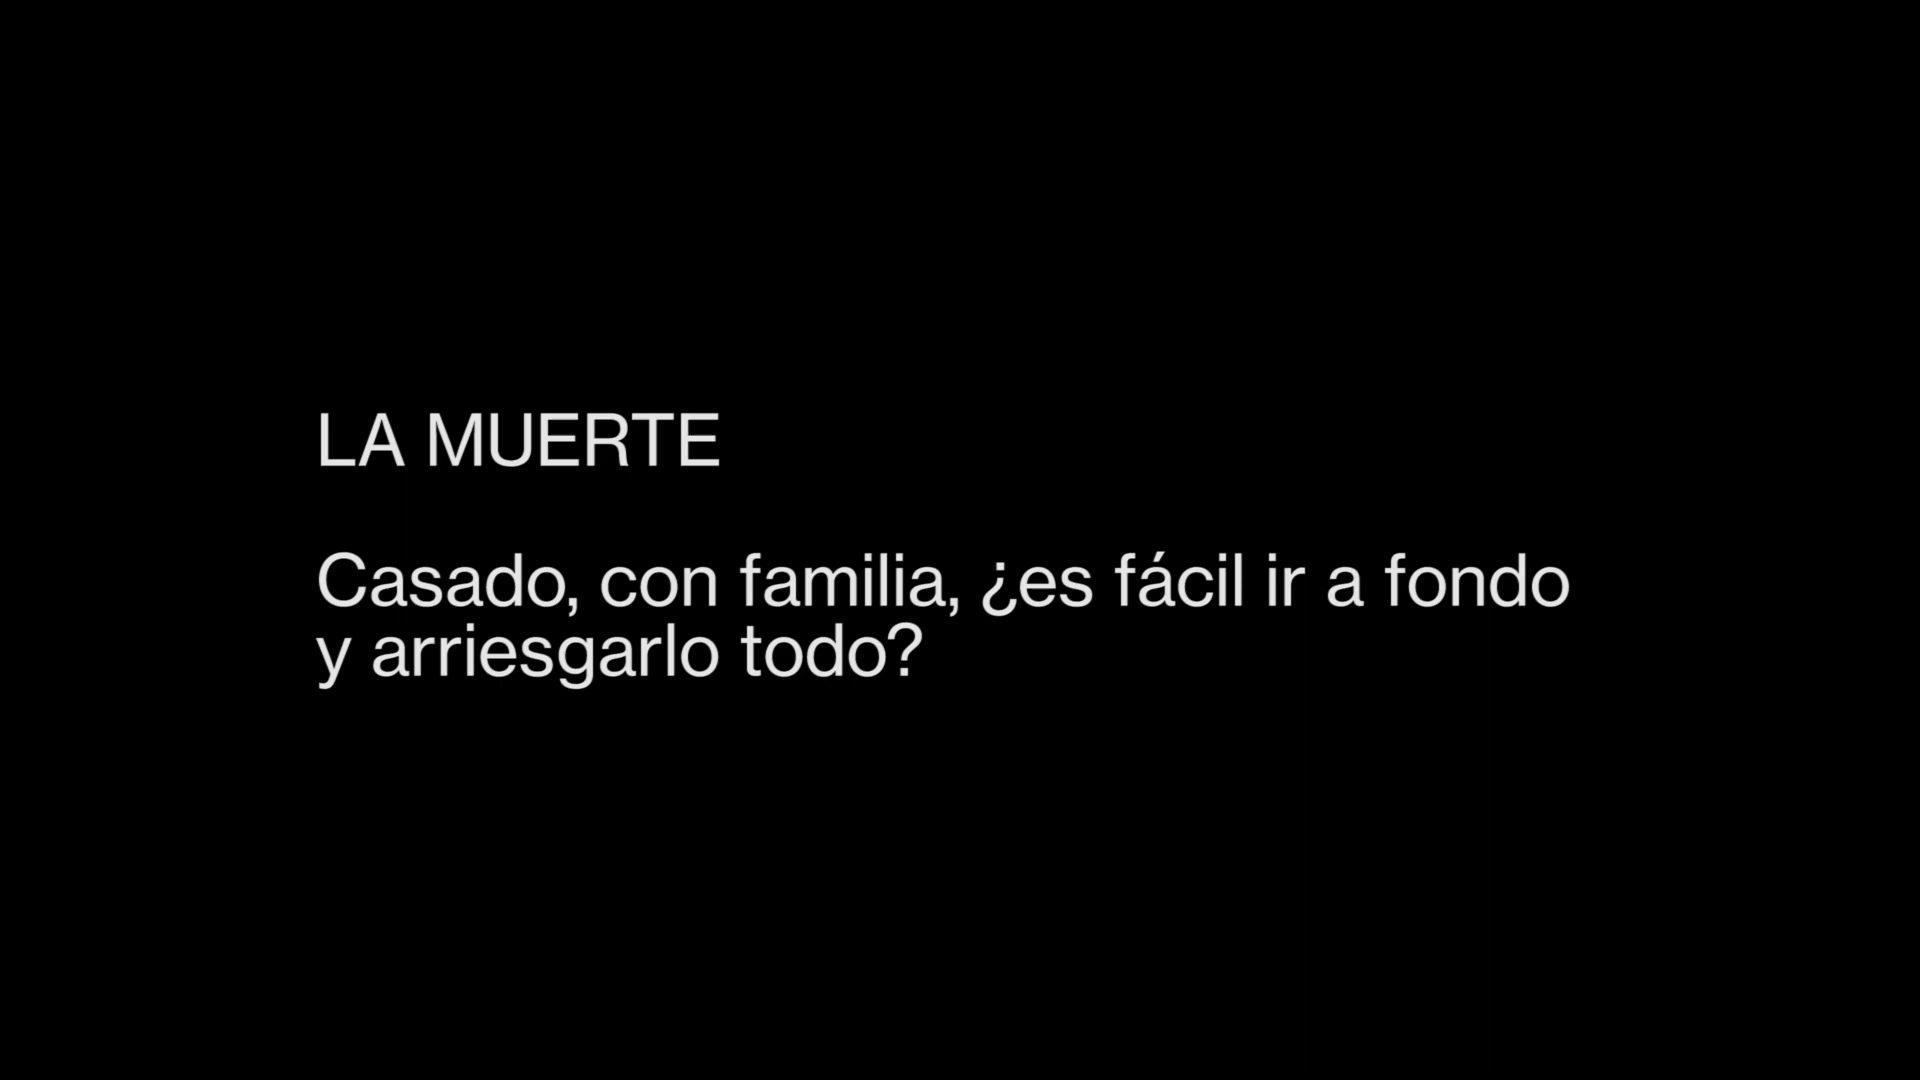 LA MUERTE
Casado, con familia, ¿es fácil ir a fondo
y arriesgarlo todo?